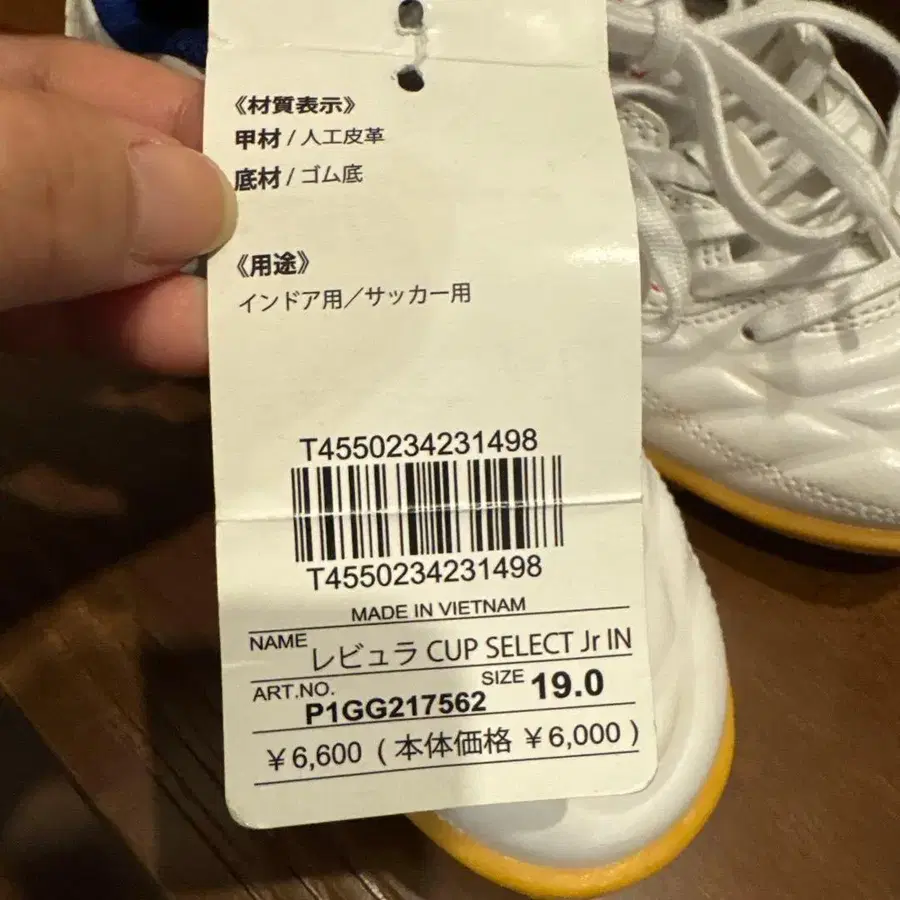 《材質表示》
甲材 / 人工皮革
底材 / ゴム底
《用途》
インドア用／サッカー用
T4550234231498
T4550234231498
MADE IN VIETNAM
NAME レビュラ CUP SELECT Jr IN
ART.NO. P1GG217562 SIZE 19.0
￥6,600 ( 本体価格 ￥6,000 )